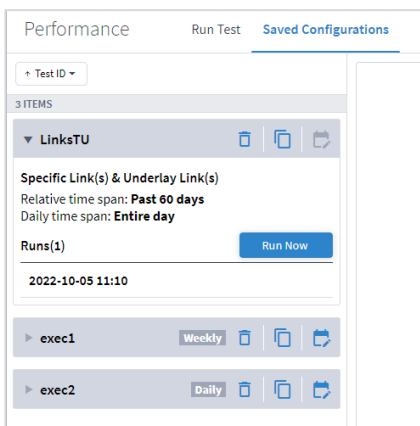 Performance Run Test Saved Configurations
↑ Test ID ▾
3 ITEMS
LinksTU
Specific Link(s) & Underlay Link(s)
Relative time span: Past 60 days
Daily time span: Entire day
Runs(1) Run Now
2022-10-05 11:10
exec1 Weekly
exec2 Daily